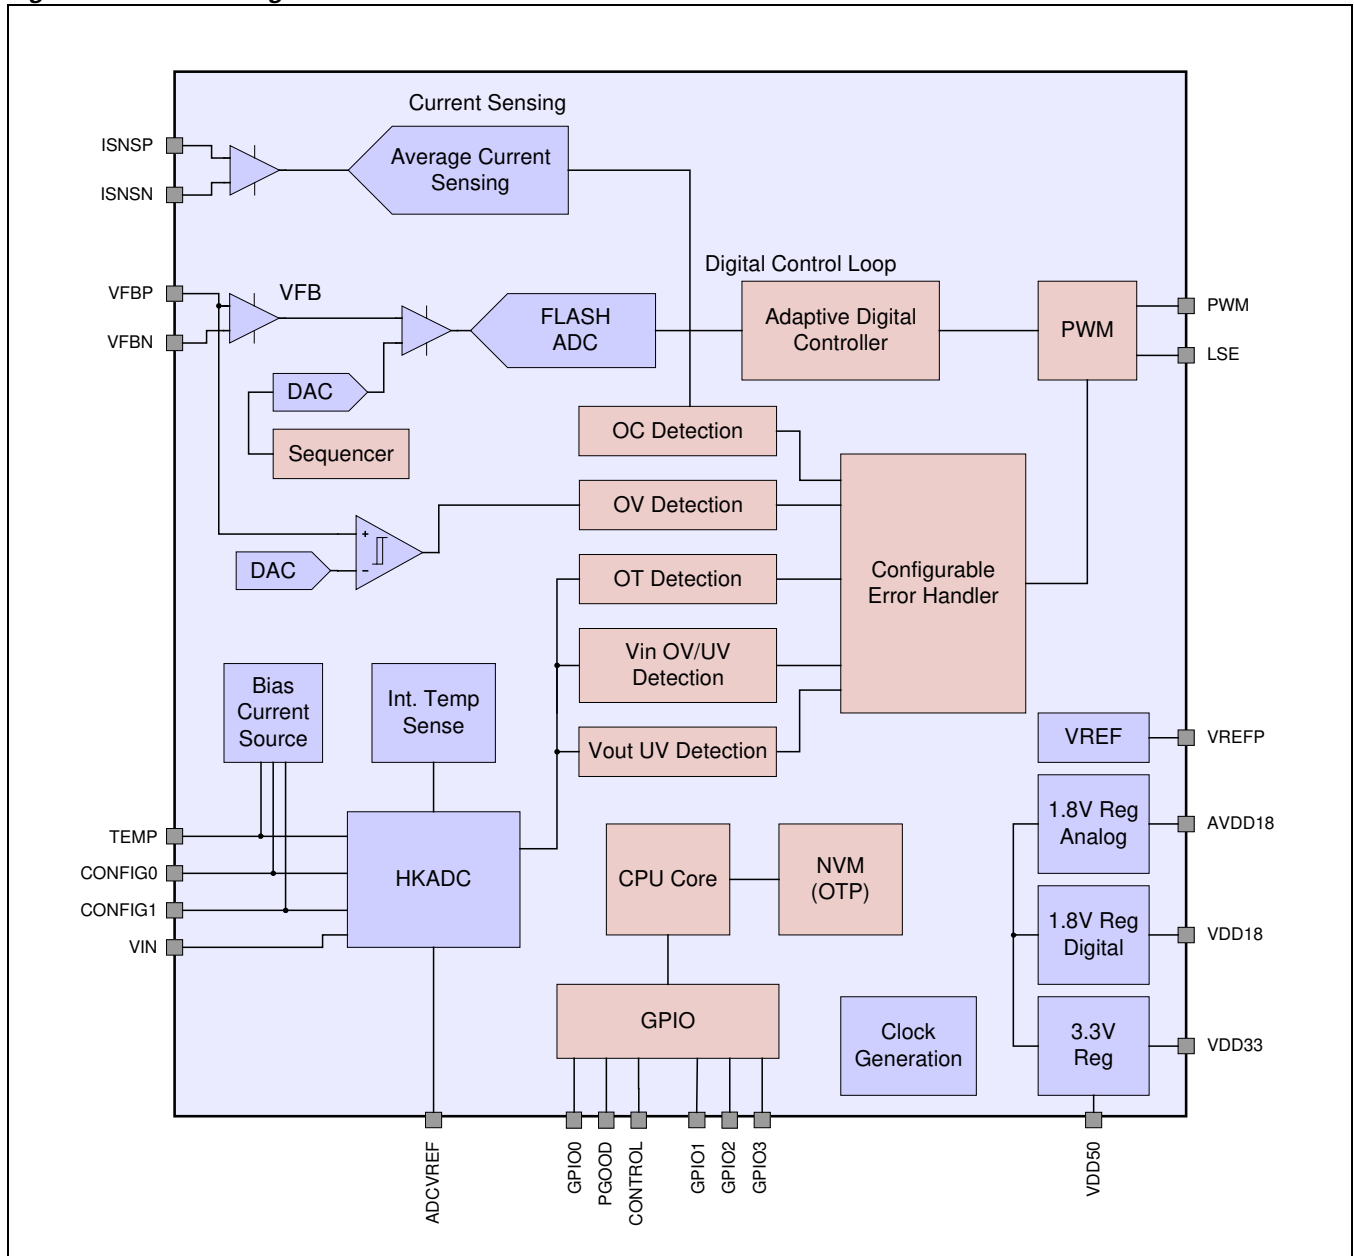 Current Sensing
ISNSP
Average Current
Sensing
ISNSN
Digital Control Loop
VFBP
VFB
FLASH
ADC
Adaptive Digital
Controller
PWM
PWM
VFBN
LSE
DAC
OC Detection
Sequencer
OV Detection
+
-
DAC
OT Detection
Configurable
Error Handler
Vin OV/UV
Detection
Bias
Current
Source
Int. Temp
Sense
Vout UV Detection
VREF
VREFP
1.8V Reg
Analog
AVDD18
TEMP
CONFIG0
CONFIG1
VIN
HKADC
CPU Core
NVM
(OTP)
1.8V Reg
Digital
VDD18
GPIO
Clock
Generation
3.3V
Reg
VDD33
ADCVREF
GPIO0
PGOOD
CONTROL
GPIO1
GPIO2
GPIO3
VDD50